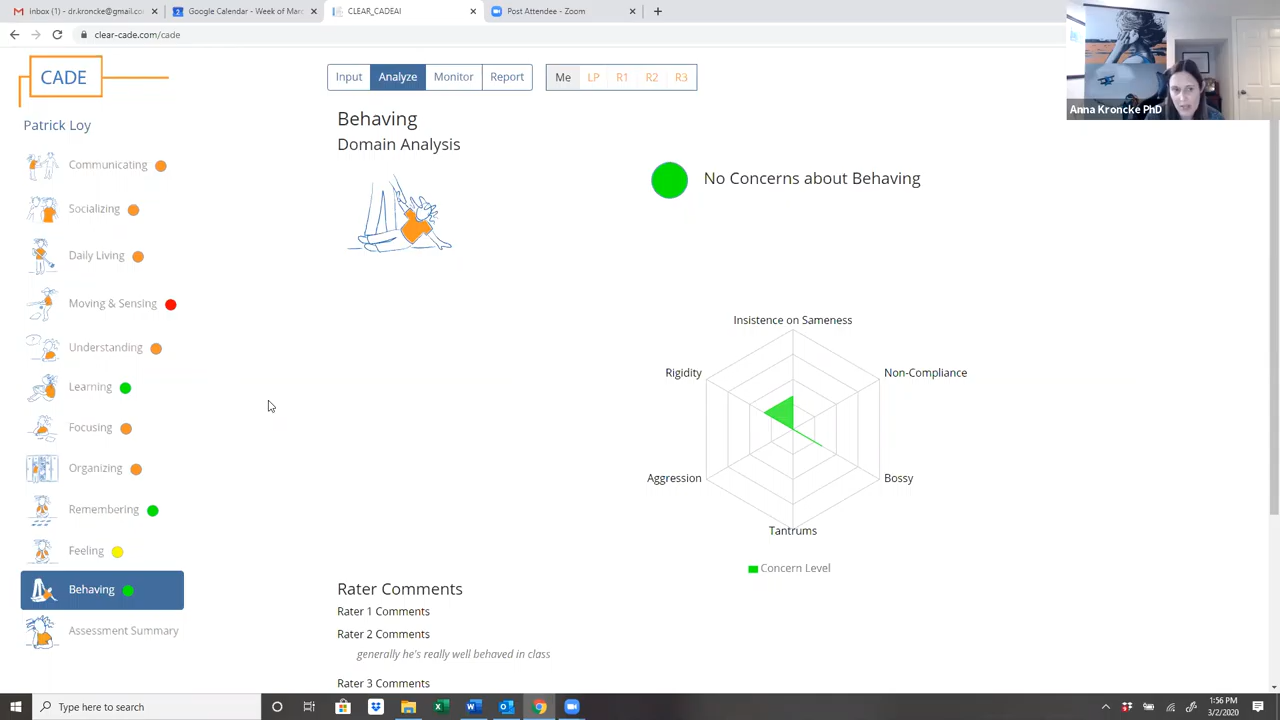 Inbox (1) - dr.kroncke@gmail.co
Google Calendar - Week of Marc
CLEAR_CADEAI
Post Attendee - Zoom
clear-cade.com/cade
CADE
Input
Analyze
Monitor
Report
Me
LP
R1
R2
R3
Anna Kroncke PhD
Patrick Loy
Communicating
Socializing
Daily Living
Moving & Sensing
Understanding
Learning
Focusing
Organizing
Remembering
Feeling
Behaving
Assessment Summary
Behaving
Domain Analysis
No Concerns about Behaving
Insistence on Sameness
Rigidity
Non-Compliance
Aggression
Bossy
Tantrums
Concern Level
Rater Comments
Rater 1 Comments
Rater 2 Comments
generally he's really well behaved in class
Rater 3 Comments
Type here to search
1:56 PM
3/2/2020